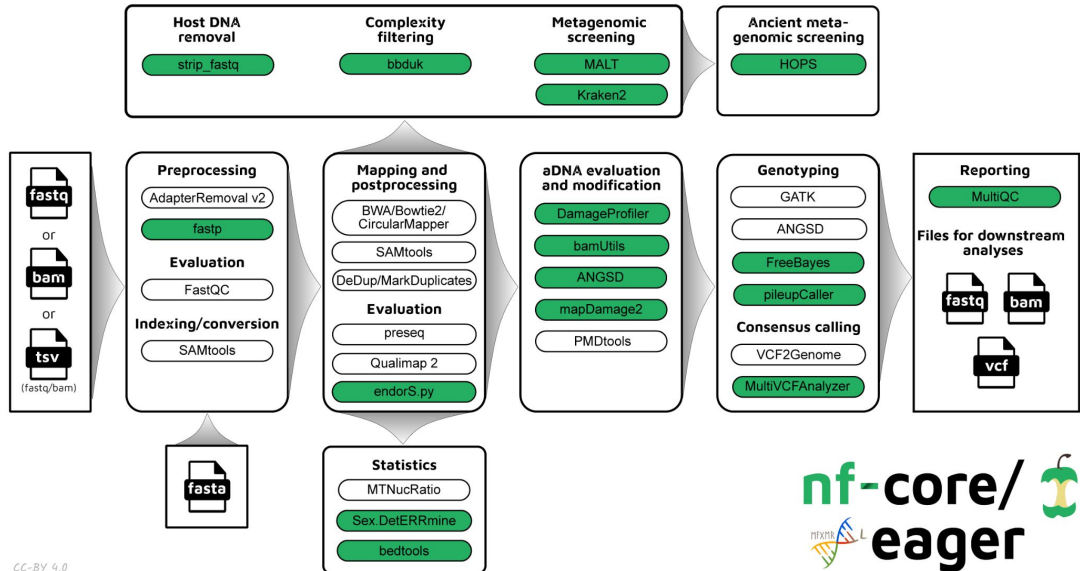 Host DNA
removal
strip_fastq
Complexity
filtering
bbduk
Metagenomic
screening
MALT
Kraken2
Ancient meta-
genomic screening
HOPS
fastq
or
bam
or
tsv
(fastq/bam)
Preprocessing
AdapterRemoval v2
fastp
Evaluation
FastQC
Indexing/conversion
SAMtools
fasta
Mapping and
postprocessing
BWA/Bowtie2/
CircularMapper
SAMtools
DeDup/MarkDuplicates
Evaluation
preseq
Qualimap 2
endorS.py
Statistics
MTNucRatio
Sex.DetERRmine
bedtools
aDNA evaluation
and modification
DamageProfiler
bamUtils
ANGSD
mapDamage2
PMDtools
Genotyping
GATK
ANGSD
FreeBayes
pileupCaller
Consensus calling
VCF2Genome
MultiVCFAnalyzer
Reporting
MultiQC
Files for downstream
analyses
fastq
bam
vcf
nf-core/
eager
CC-BY 4.0